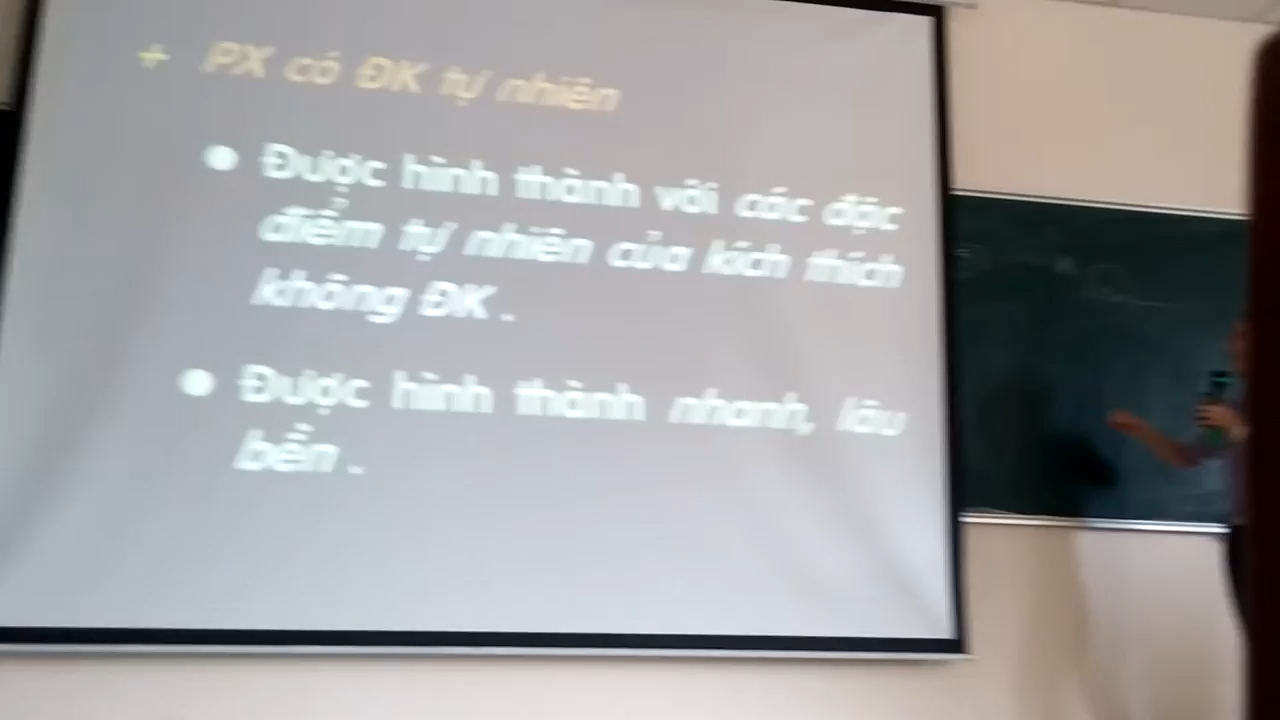 + PX có ĐK tự nhiên
● Được hình thành với các đặc
điểm tự nhiên của kích thích
không ĐK .
● Được hình thành nhanh, lâu
bền .